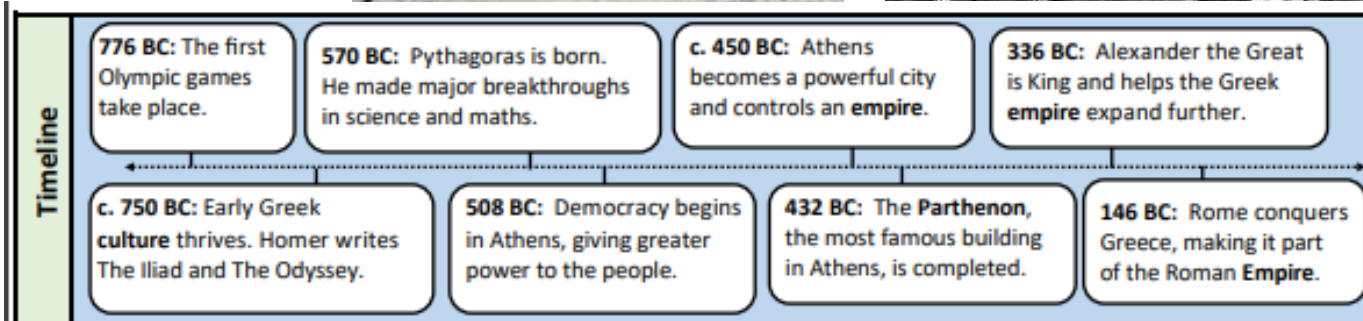 Timeline
776 BC: The first
Olympic games
take place.
570 BC: Pythagoras is born.
He made major breakthroughs
in science and maths.
c. 450 BC: Athens
becomes a powerful city
and controls an empire.
336 BC: Alexander the Great
is King and helps the Greek
empire expand further.
c. 750 BC: Early Greek
culture thrives. Homer writes
The Iliad and The Odyssey.
508 BC: Democracy begins
in Athens, giving greater
power to the people.
432 BC: The Parthenon,
the most famous building
in Athens, is completed.
146 BC: Rome conquers
Greece, making it part
of the Roman Empire.